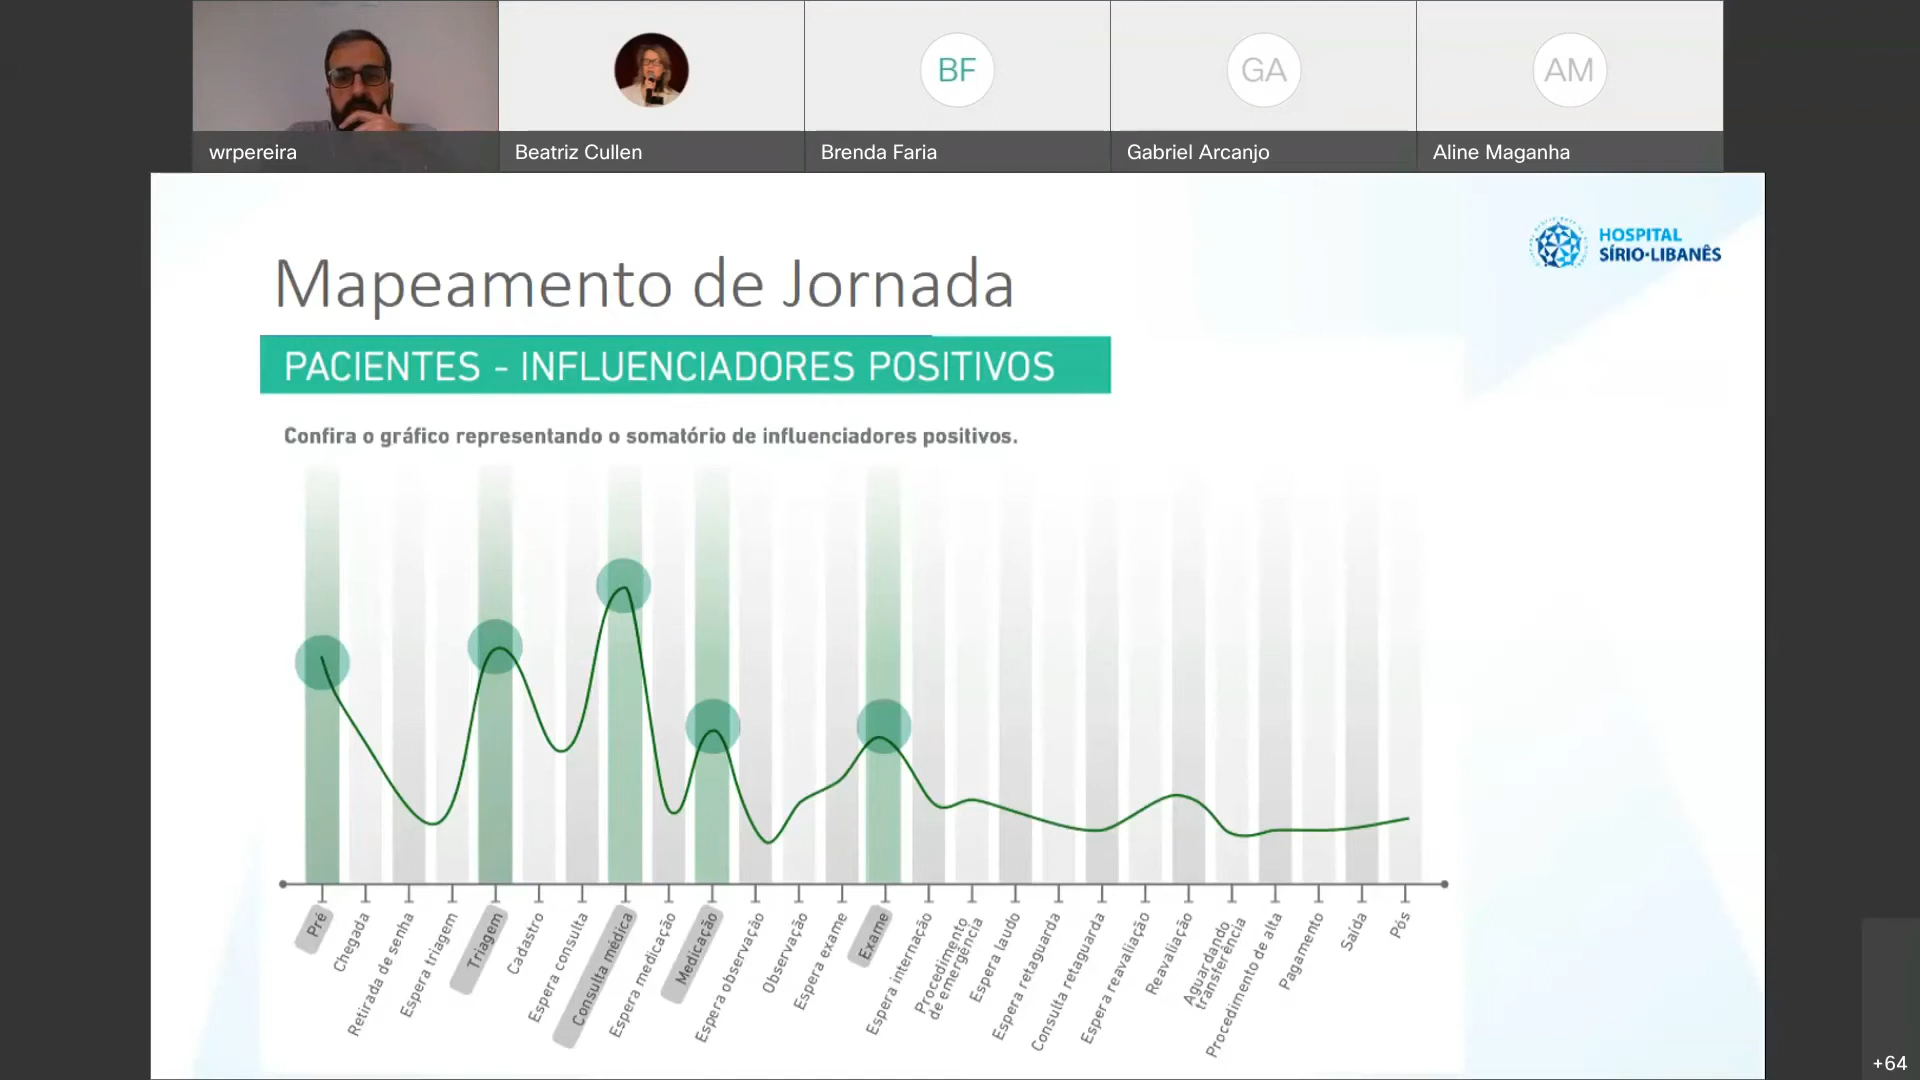 BF
GA
AM
wrpereira
Beatriz Cullen
Brenda Faria
Gabriel Arcanjo
Aline Maganha
HOSPITAL
SÍRIO-LIBANÊS
Mapeamento de Jornada
PACIENTES - INFLUENCIADORES POSITIVOS
Confira o gráfico representando o somatório de influenciadores positivos.
Pré
Chegada
Retirada de senha
Espera triagem
Triagem
Cadastro
Espera consulta
Consulta médica
Espera medicação
Medicação
Espera observação
Observação
Espera exame
Exame
Espera internação
Procedimento
de emergência
Espera laudo
Espera retaguarda
Consulta retaguarda
Espera reavaliação
Reavaliação
Aguardando
transferência
Procedimento de alta
Pagamento
Saída
Pós
+64